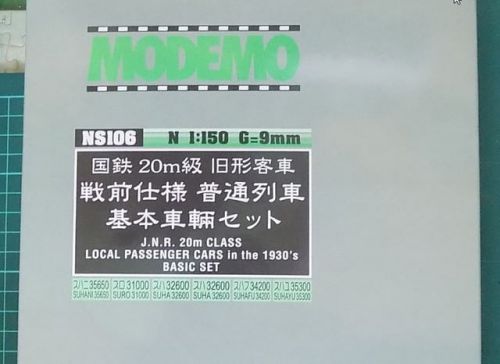 MODEMO
NS106 N 1:150 G=9mm
国鉄 20m級 旧形客車
戦前仕様 普通列車
基本車輌セット
J.N.R. 20m CLASS
LOCAL PASSENGER CARS in the 1930's
BASIC SET
スハニ35650 スロ31000 スハ32600 スハ32600 スハフ34200 スハユ35300
SUHANI 35650 SURO 31000 SUHA 32600 SUHA 32600 SUHAFU 34200 SUHAYU 35300